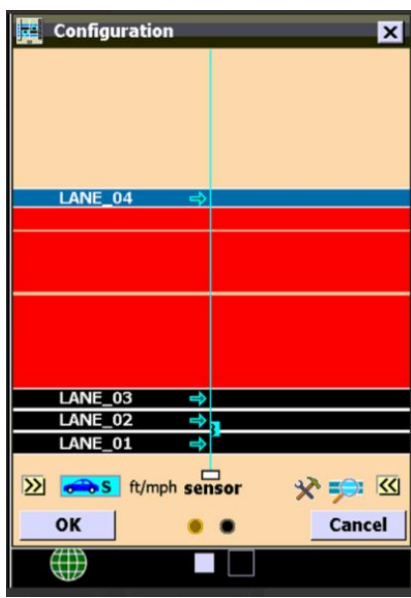 Configuration
LANE_04
LANE_03
LANE_02
LANE_01
S ft/mph sensor
OK
Cancel